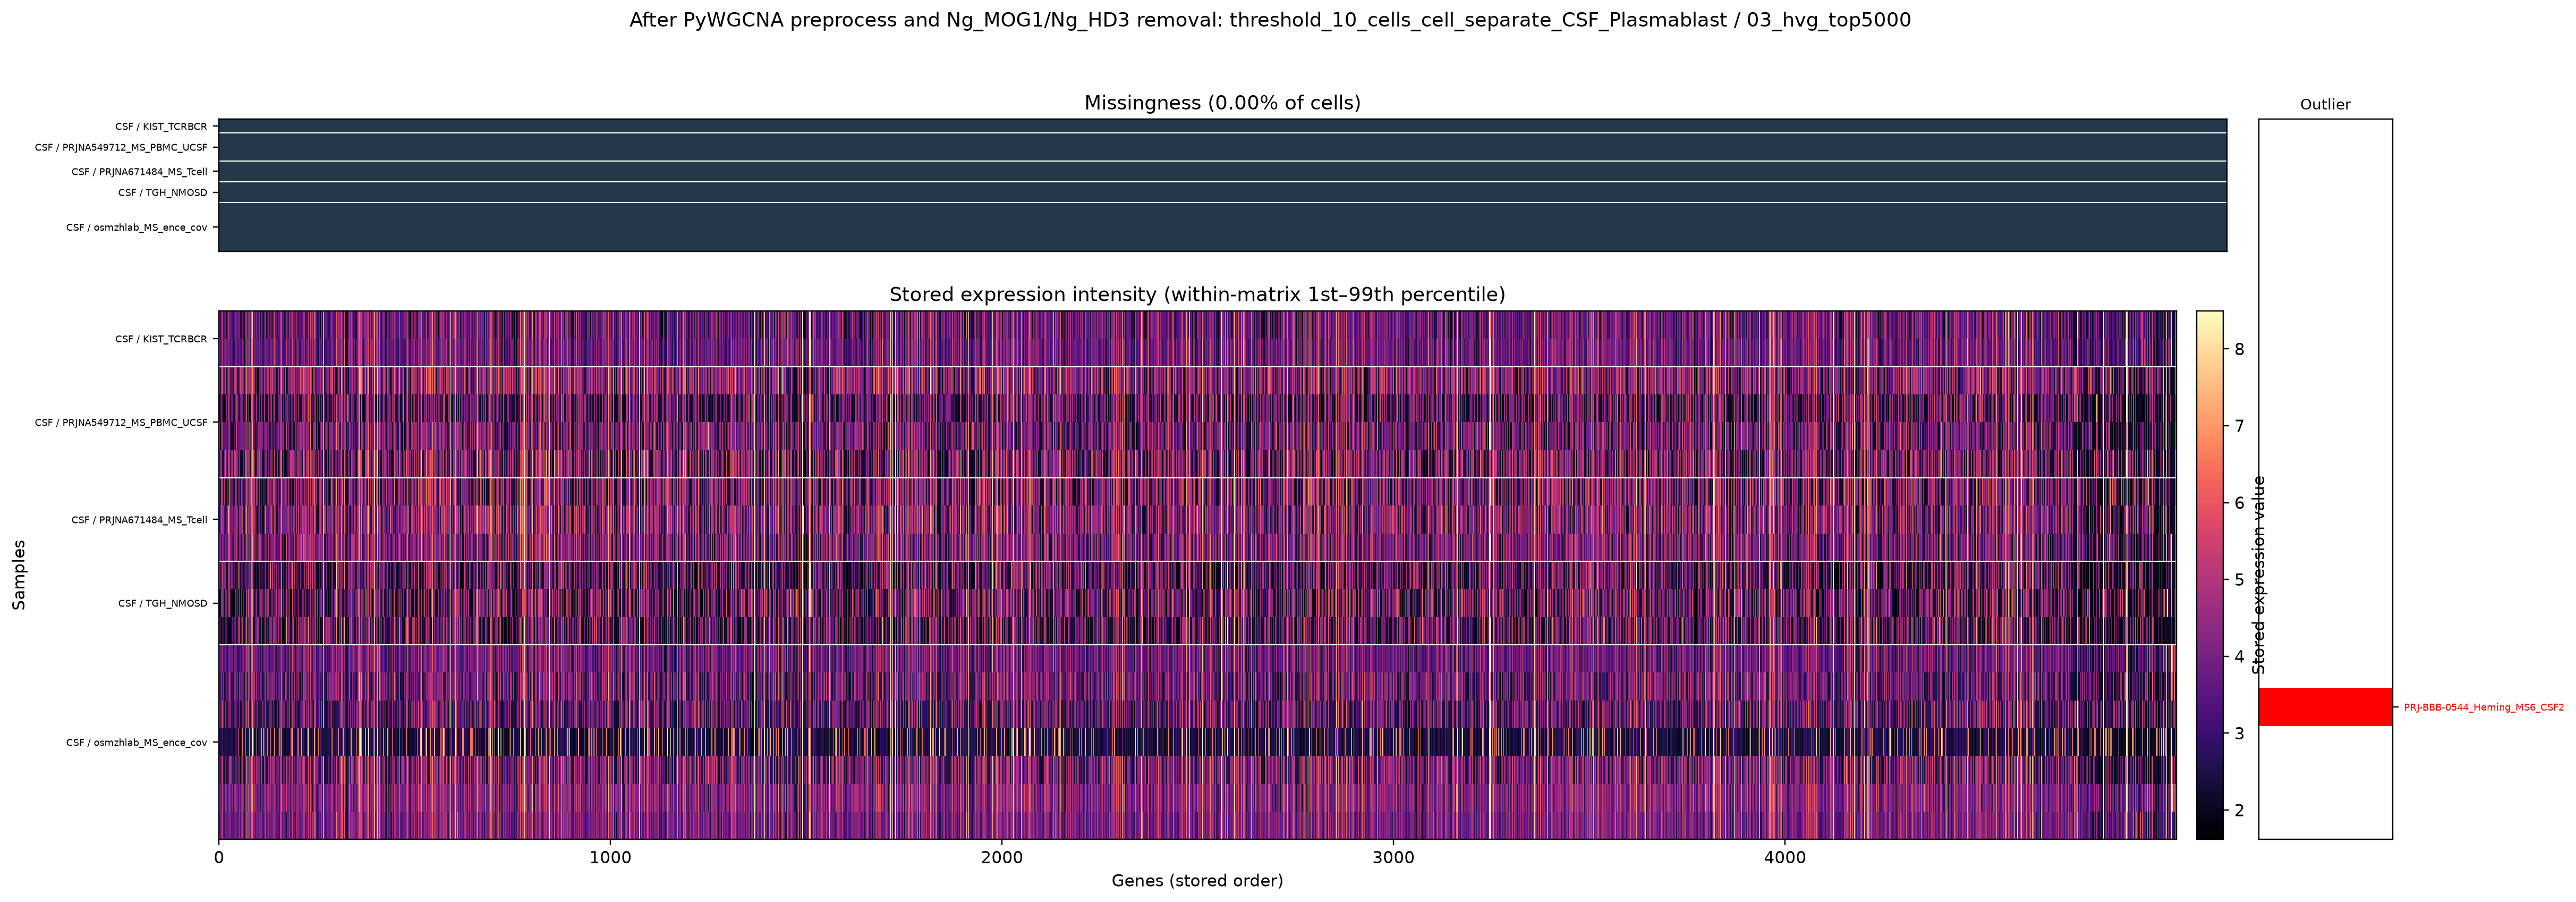 After PyWGCNA preprocess and Ng_MOG1/Ng_HD3 removal: threshold_10_cells_cell_separate_CSF_Plasmablast / 03_hvg_top5000
Missingness (0.00% of cells)
CSF / KIST_TCRBCR
CSF / PRJNA549712_MS_PBMC_UCSF
CSF / PRJNA671484_MS_Tcell
CSF / TGH_NMOSD
CSF / osmzhlab_MS_ence_cov
Outlier
Stored expression intensity (within-matrix 1st–99th percentile)
Samples
CSF / KIST_TCRBCR
CSF / PRJNA549712_MS_PBMC_UCSF
CSF / PRJNA671484_MS_Tcell
CSF / TGH_NMOSD
CSF / osmzhlab_MS_ence_cov
8
7
6
5
4
3
2
Stored expression value
PRJ-BBB-0544_Heming_MS6_CSF2
0 1000 2000 3000 4000
Genes (stored order)